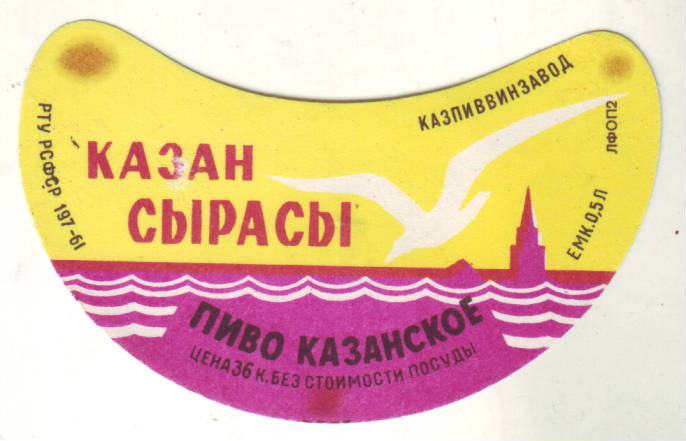 КАЗПИВВИНЗАВОД
РТУ РСФСР 197-61
КАЗАН
СЫРАСЫ
ЕМК.0,5Л
ЛФОП2
ПИВО КАЗАНСКОЕ
ЦЕНА 36 К. БЕЗ СТОИМОСТИ ПОСУДЫ